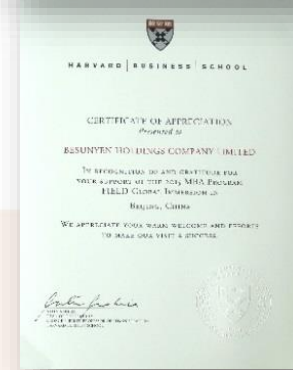 HARVARD | BUSINESS | SCHOOL
CERTIFICATE OF APPRECIATION
Presented to
BESUNYEN HOLDINGS COMPANY LIMITED
IN RECOGNITION OF AND GRATITUDE FOR
YOUR SUPPORT OF THE 2015 MBA PROGRAM
FIELD GLOBAL IMMERSION IN
BEIJING, CHINA
WE APPRECIATE YOUR WARM WELCOME AND EFFORTS
TO MAKE OUR VISIT A SUCCESS.